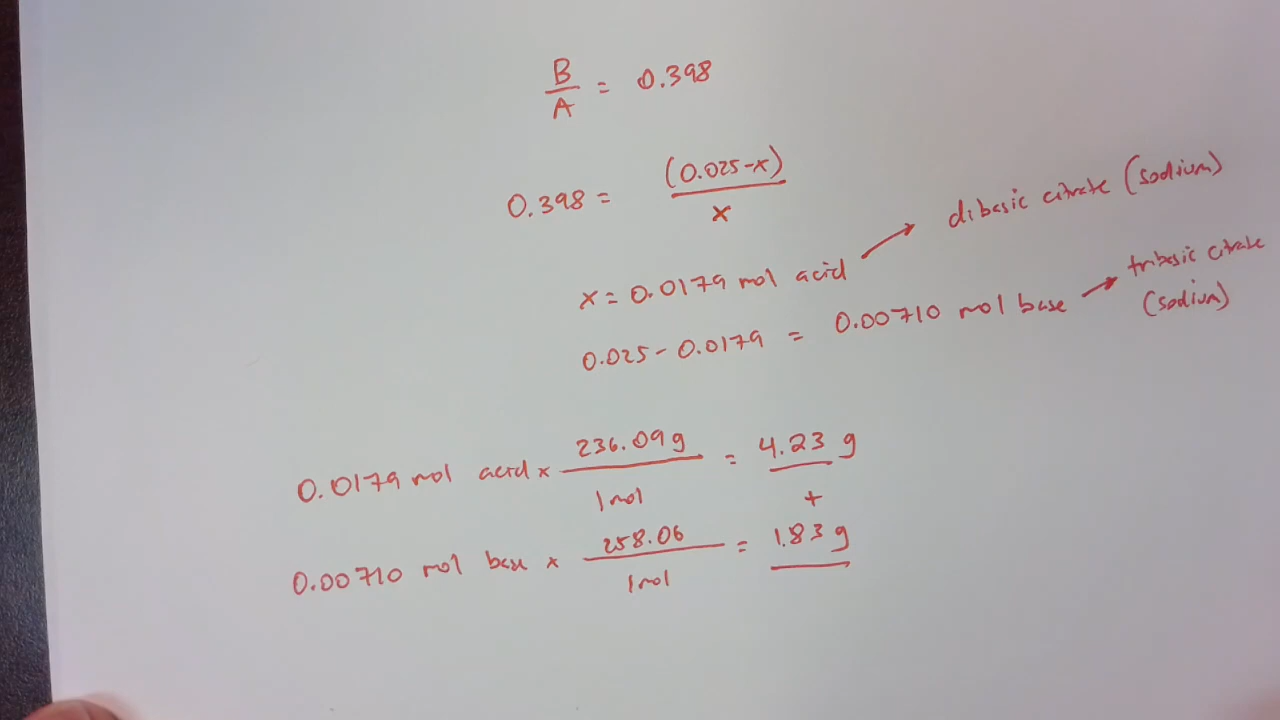 B/A = 0.398
0.398 = (0.025-x)/x
x = 0.0179 mol acid → dibasic citrate (sodium)
0.025 - 0.0179 = 0.00710 mol base → tribasic citrate (sodium)
0.0179 mol acid x 236.09 g/1 mol = 4.23 g
+
0.00710 mol base x 258.06/1 mol = 1.83 g